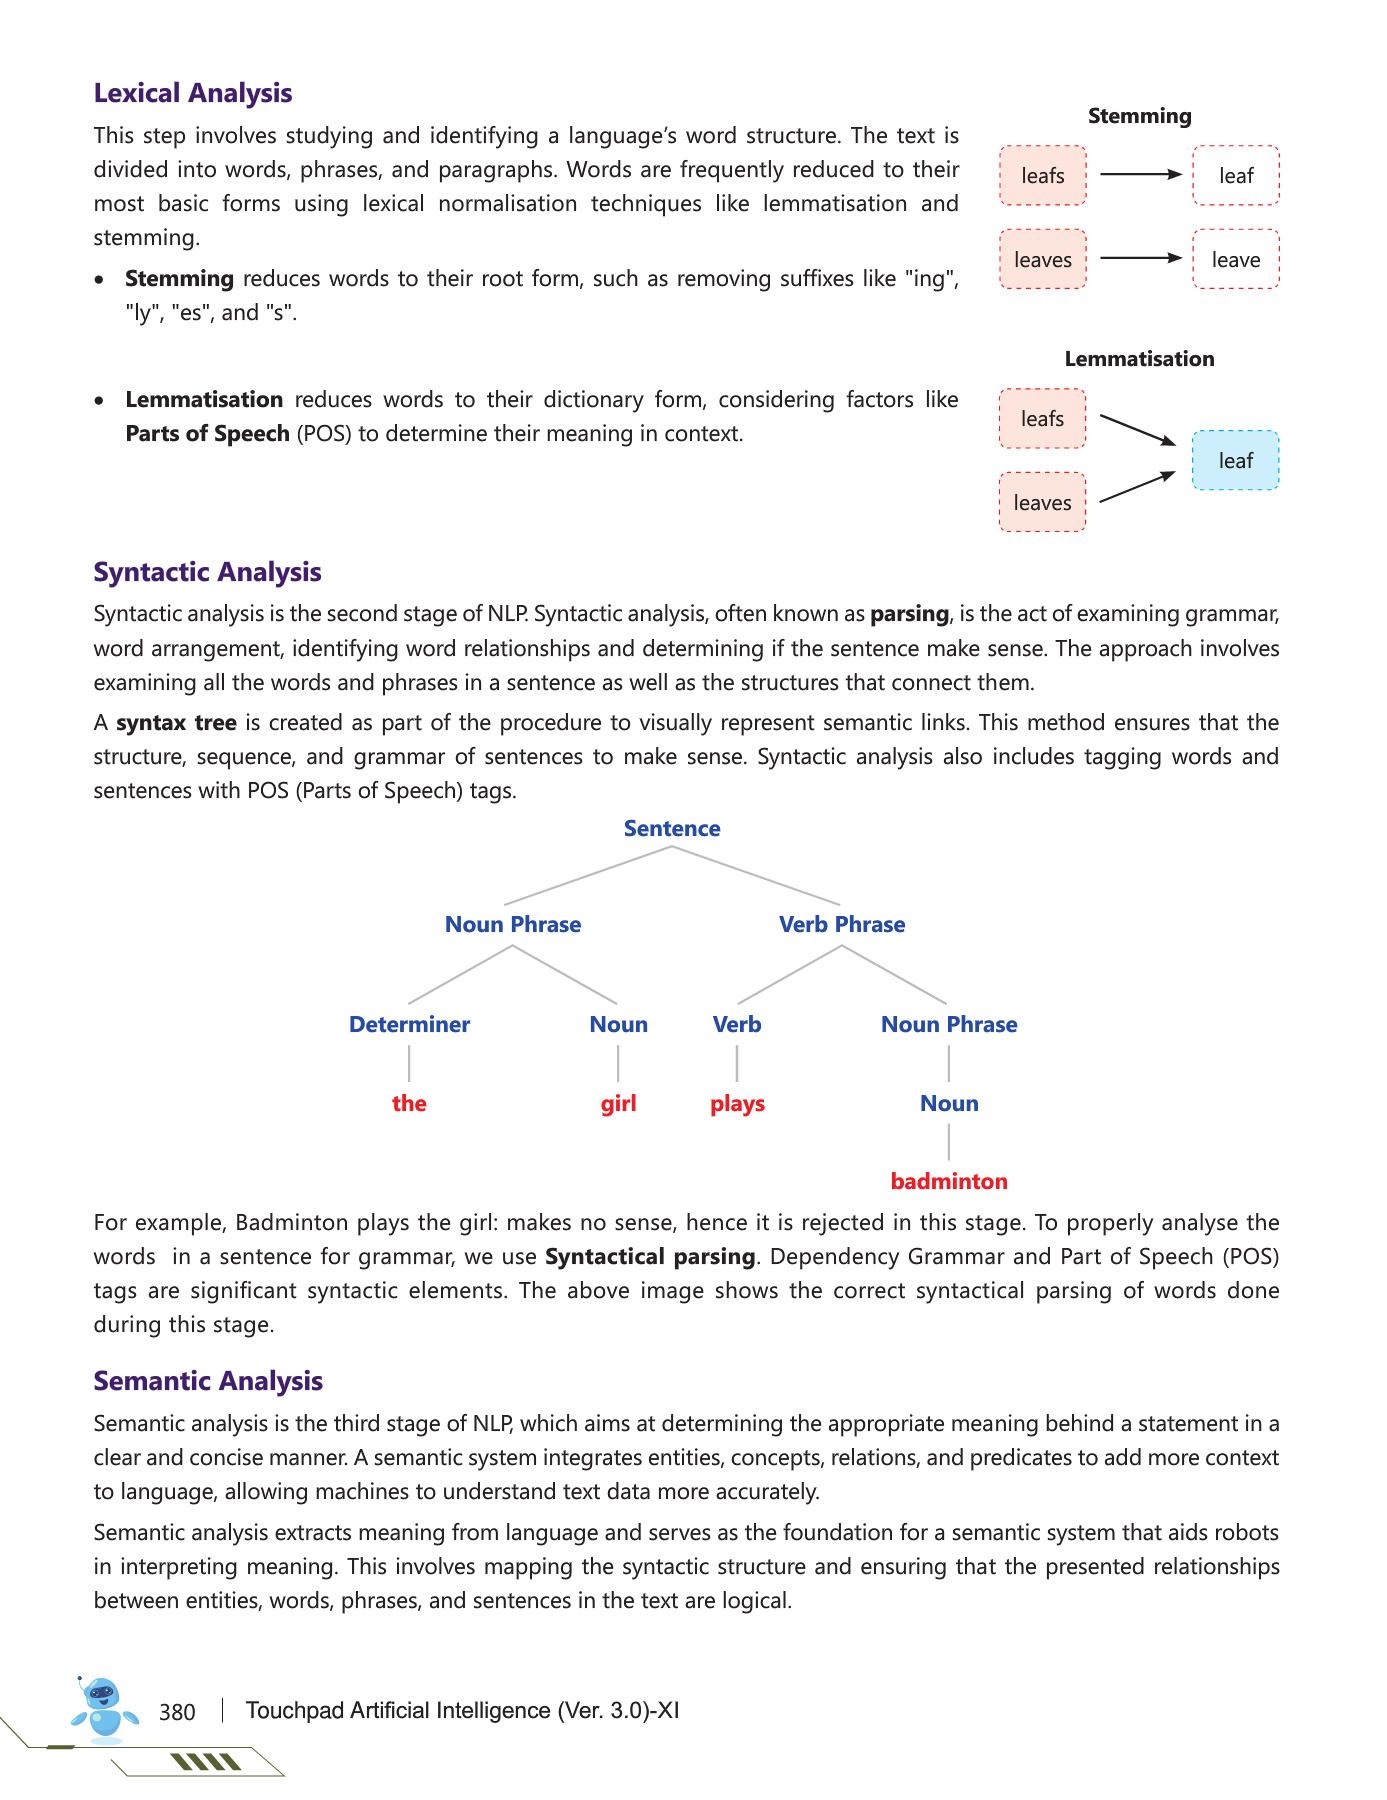 Lexical Analysis
This step involves studying and identifying a language’s word structure. The text is
divided into words, phrases, and paragraphs. Words are frequently reduced to their
most basic forms using lexical normalisation techniques like lemmatisation and
stemming.
• Stemming reduces words to their root form, such as removing suffixes like "ing",
"ly", "es", and "s".
Stemming
leafs leaf
leaves leave
• Lemmatisation reduces words to their dictionary form, considering factors like
Parts of Speech (POS) to determine their meaning in context.
Lemmatisation
leafs
leaf
leaves
Syntactic Analysis
Syntactic analysis is the second stage of NLP. Syntactic analysis, often known as parsing, is the act of examining grammar,
word arrangement, identifying word relationships and determining if the sentence make sense. The approach involves
examining all the words and phrases in a sentence as well as the structures that connect them.
A syntax tree is created as part of the procedure to visually represent semantic links. This method ensures that the
structure, sequence, and grammar of sentences to make sense. Syntactic analysis also includes tagging words and
sentences with POS (Parts of Speech) tags.
Sentence
Noun Phrase Verb Phrase
Determiner Noun Verb Noun Phrase
the girl plays Noun
badminton
For example, Badminton plays the girl: makes no sense, hence it is rejected in this stage. To properly analyse the
words in a sentence for grammar, we use Syntactical parsing. Dependency Grammar and Part of Speech (POS)
tags are significant syntactic elements. The above image shows the correct syntactical parsing of words done
during this stage.
Semantic Analysis
Semantic analysis is the third stage of NLP, which aims at determining the appropriate meaning behind a statement in a
clear and concise manner. A semantic system integrates entities, concepts, relations, and predicates to add more context
to language, allowing machines to understand text data more accurately.
Semantic analysis extracts meaning from language and serves as the foundation for a semantic system that aids robots
in interpreting meaning. This involves mapping the syntactic structure and ensuring that the presented relationships
between entities, words, phrases, and sentences in the text are logical.
380 Touchpad Artificial Intelligence (Ver. 3.0)-XI